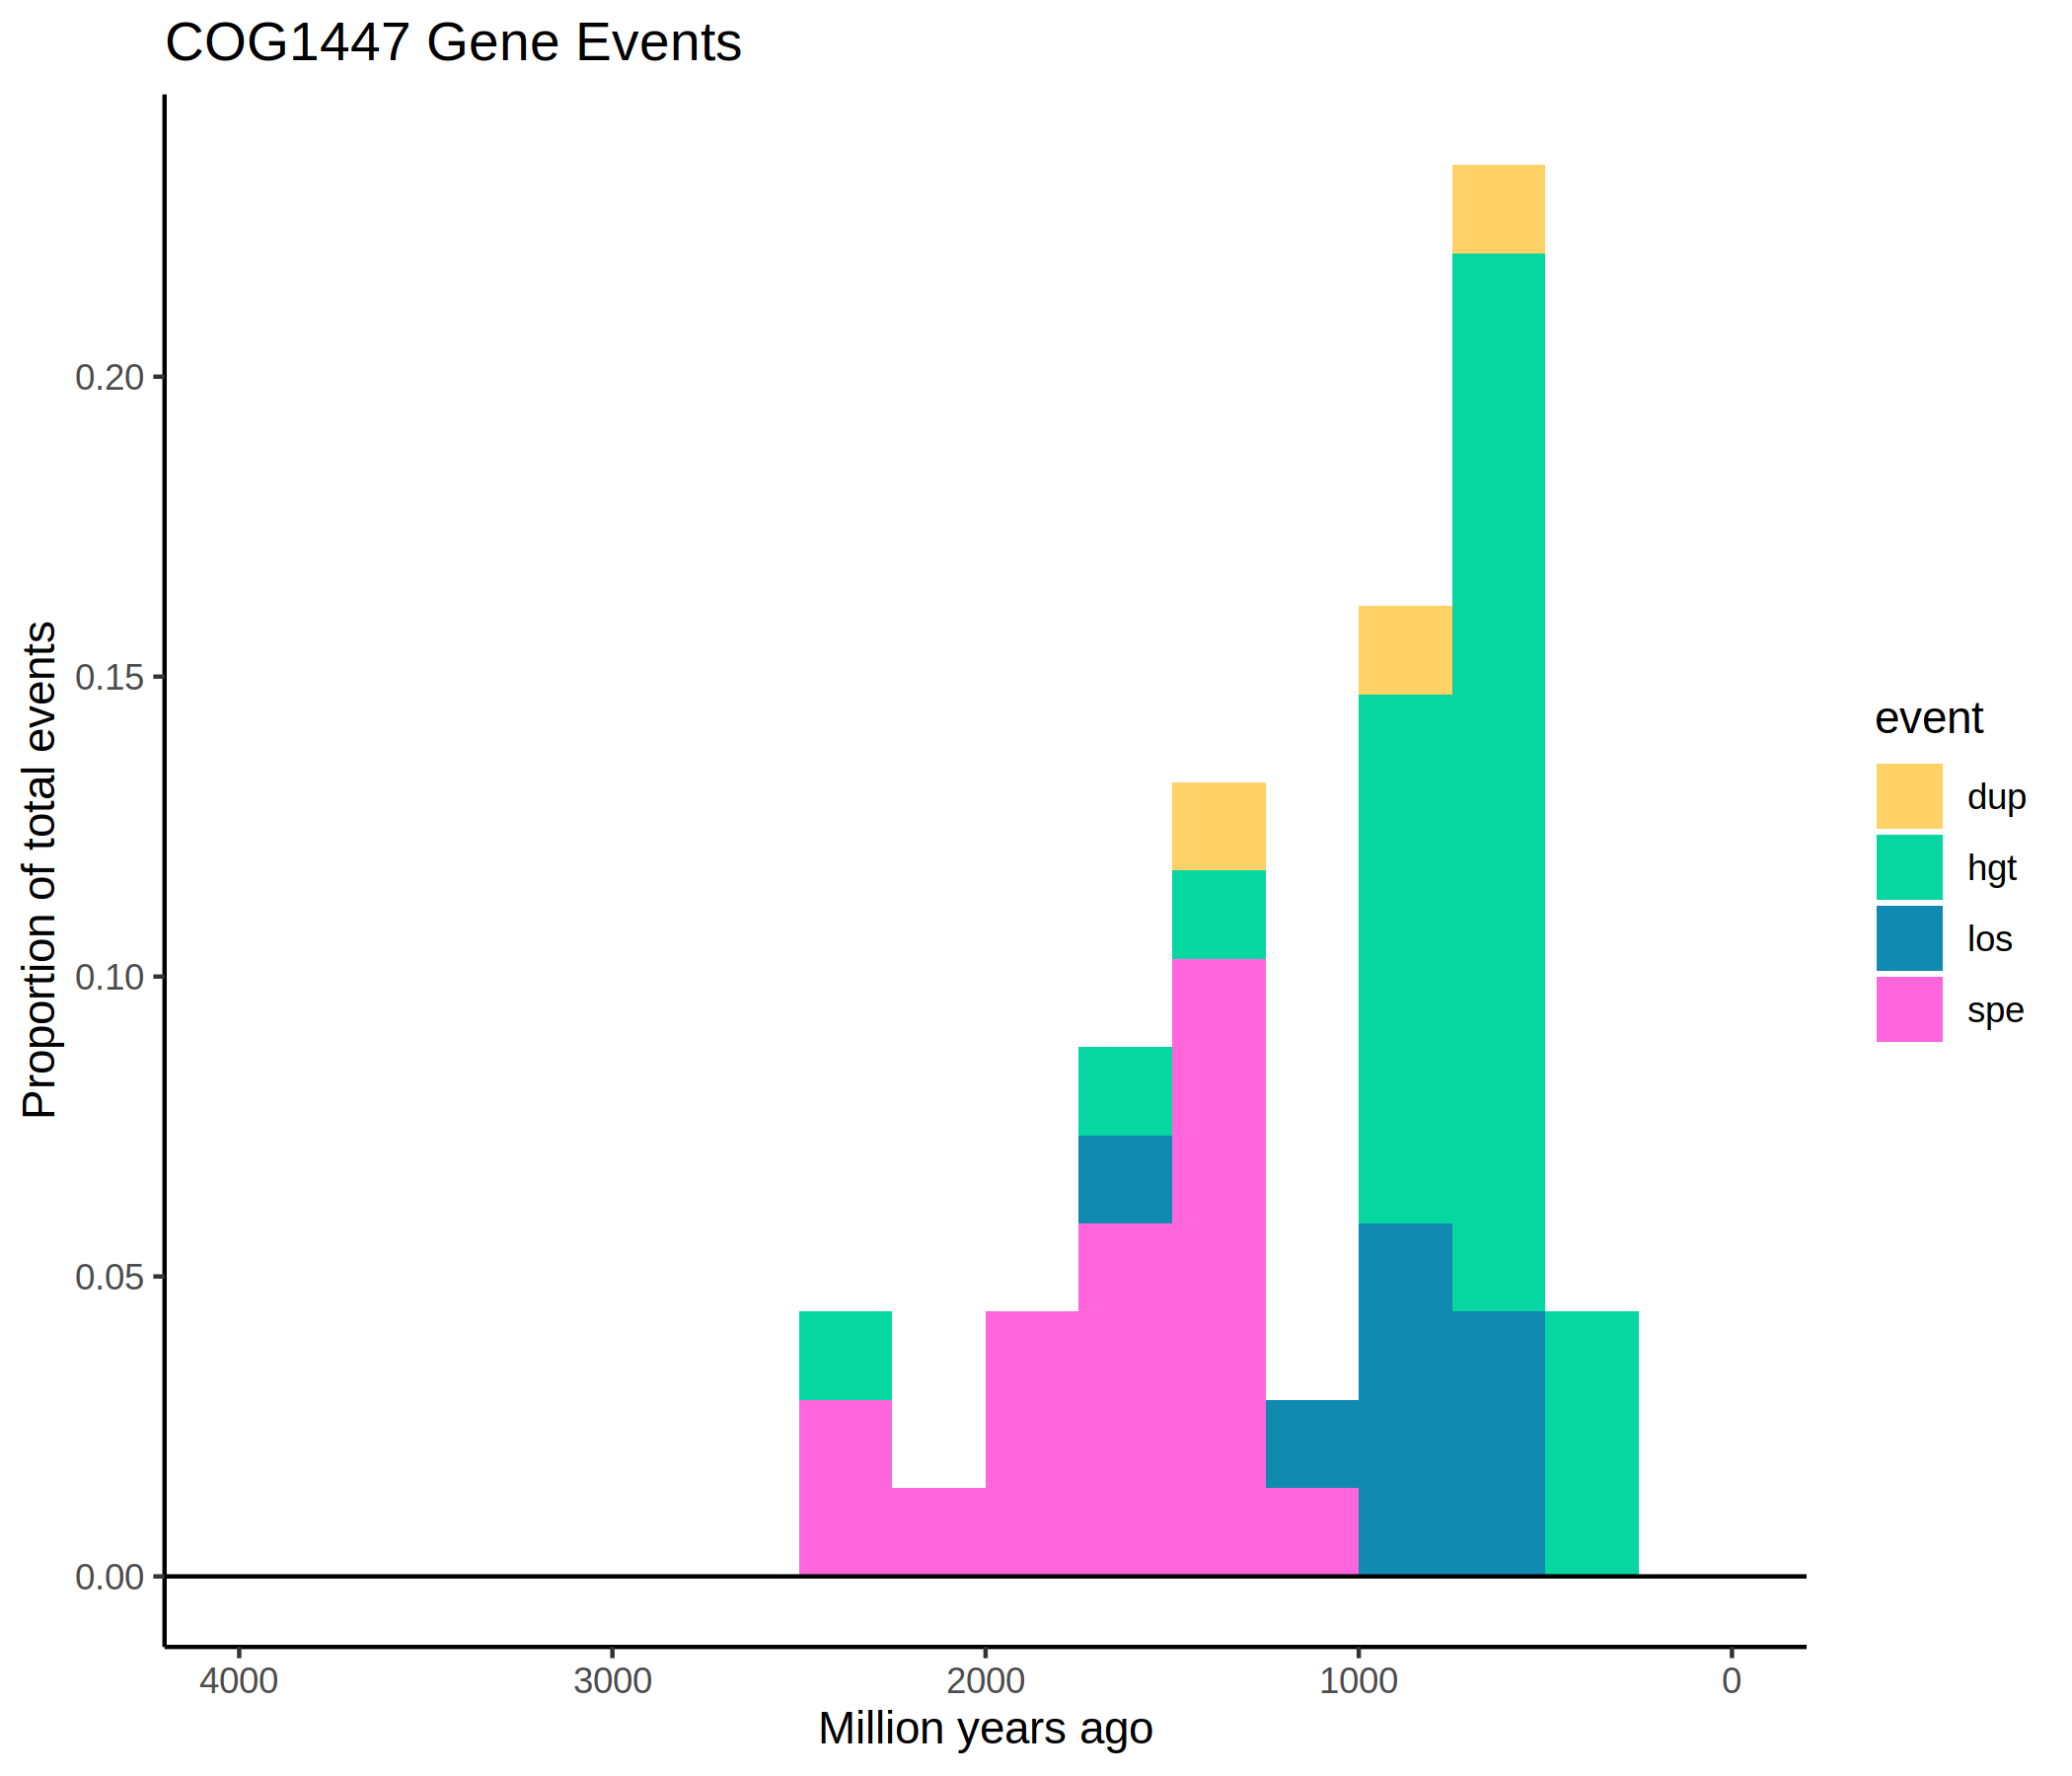 COG1447 Gene Events
Proportion of total events
0.20
0.15
0.10
0.05
0.00
4000 3000 2000 1000 0
Million years ago
event
dup
hgt
los
spe